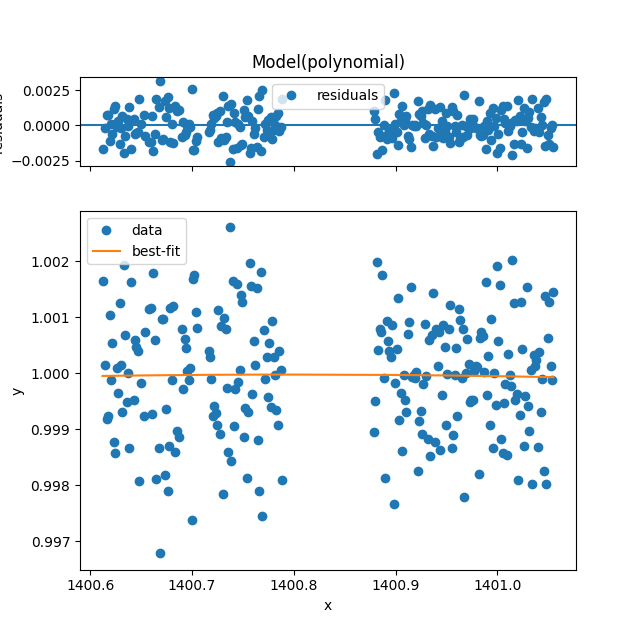 Model(polynomial)
0.0025
0.0000
−0.0025
residuals
residuals
data
best-fit
1.002
1.001
1.000
0.999
0.998
0.997
y
1400.6 1400.7 1400.8 1400.9 1401.0
x